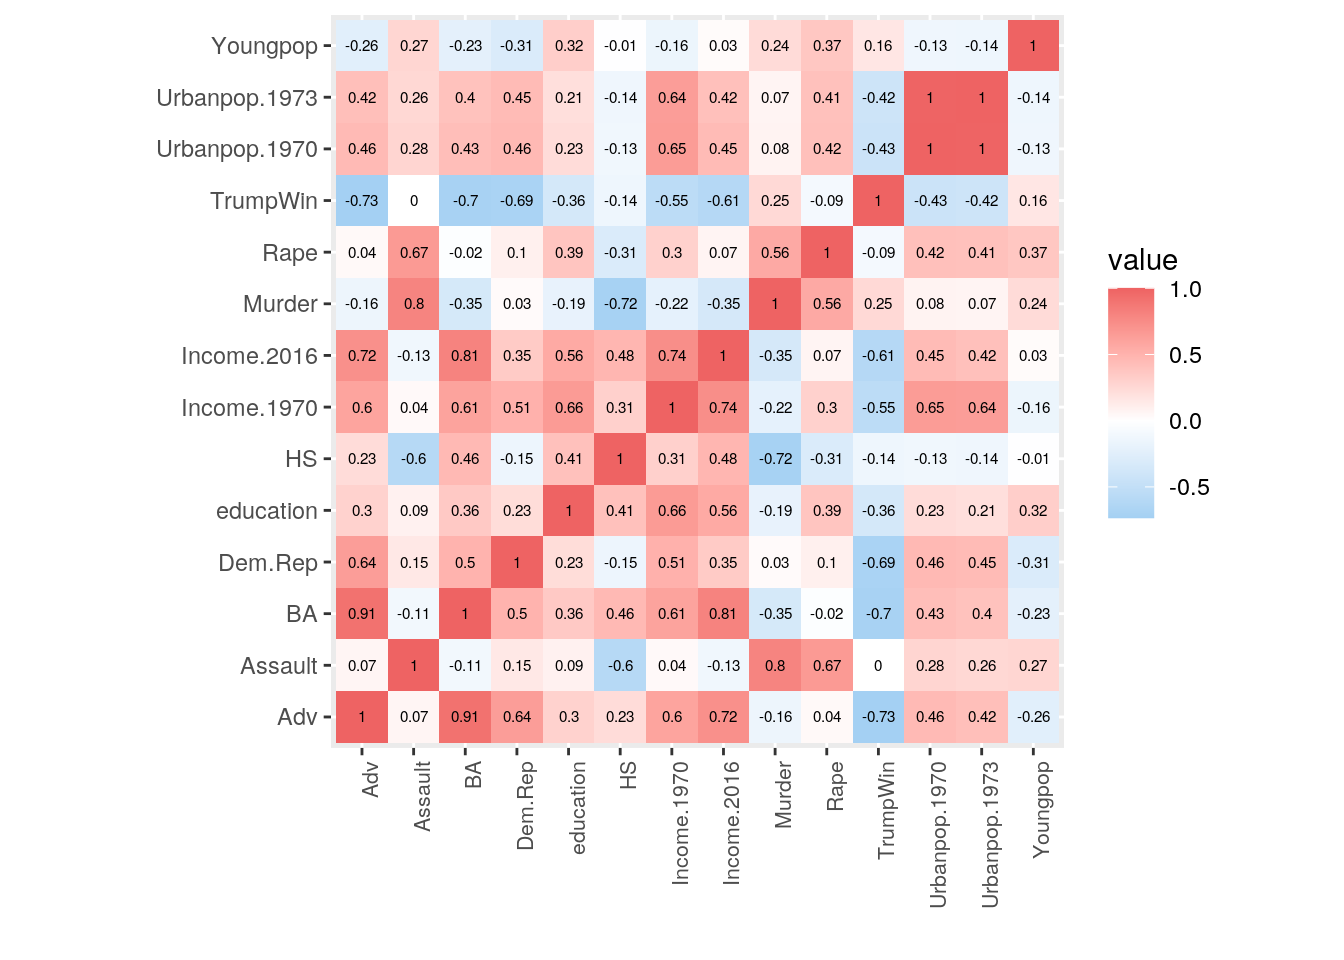 Youngpop -0.26 0.27 -0.23 -0.31 0.32 -0.01 -0.16 0.03 0.24 0.37 0.16 -0.13 -0.14 1
Urbanpop.1973 0.42 0.26 0.4 0.45 0.21 -0.14 0.64 0.42 0.07 0.41 -0.42 1 1 -0.14
Urbanpop.1970 0.46 0.28 0.43 0.46 0.23 -0.13 0.65 0.45 0.08 0.42 -0.43 1 1 -0.13
TrumpWin -0.73 0 -0.7 -0.69 -0.36 -0.14 -0.55 -0.61 0.25 -0.09 1 -0.43 -0.42 0.16
Rape 0.04 0.67 -0.02 0.1 0.39 -0.31 0.3 0.07 0.56 1 -0.09 0.42 0.41 0.37
Murder -0.16 0.8 -0.35 0.03 -0.19 -0.72 -0.22 -0.35 1 0.56 0.25 0.08 0.07 0.24
Income.2016 0.72 -0.13 0.81 0.35 0.56 0.48 0.74 1 -0.35 0.07 -0.61 0.45 0.42 0.03
Income.1970 0.6 0.04 0.61 0.51 0.66 0.31 1 0.74 -0.22 0.3 -0.55 0.65 0.64 -0.16
HS 0.23 -0.6 0.46 -0.15 0.41 1 0.31 0.48 -0.72 -0.31 -0.14 -0.13 -0.14 -0.01
education 0.3 0.09 0.36 0.23 1 0.41 0.66 0.56 -0.19 0.39 -0.36 0.23 0.21 0.32
Dem.Rep 0.64 0.15 0.5 1 0.23 -0.15 0.51 0.35 0.03 0.1 -0.69 0.46 0.45 -0.31
BA 0.91 -0.11 1 0.5 0.36 0.46 0.61 0.81 -0.35 -0.02 -0.7 0.43 0.4 -0.23
Assault 0.07 1 -0.11 0.15 0.09 -0.6 0.04 -0.13 0.8 0.67 0 0.28 0.26 0.27
Adv 1 0.07 0.91 0.64 0.3 0.23 0.6 0.72 -0.16 0.04 -0.73 0.46 0.42 -0.26
Adv
Assault
BA
Dem.Rep
education
HS
Income.1970
Income.2016
Murder
Rape
TrumpWin
Urbanpop.1970
Urbanpop.1973
Youngpop
value
1.0
0.5
0.0
-0.5